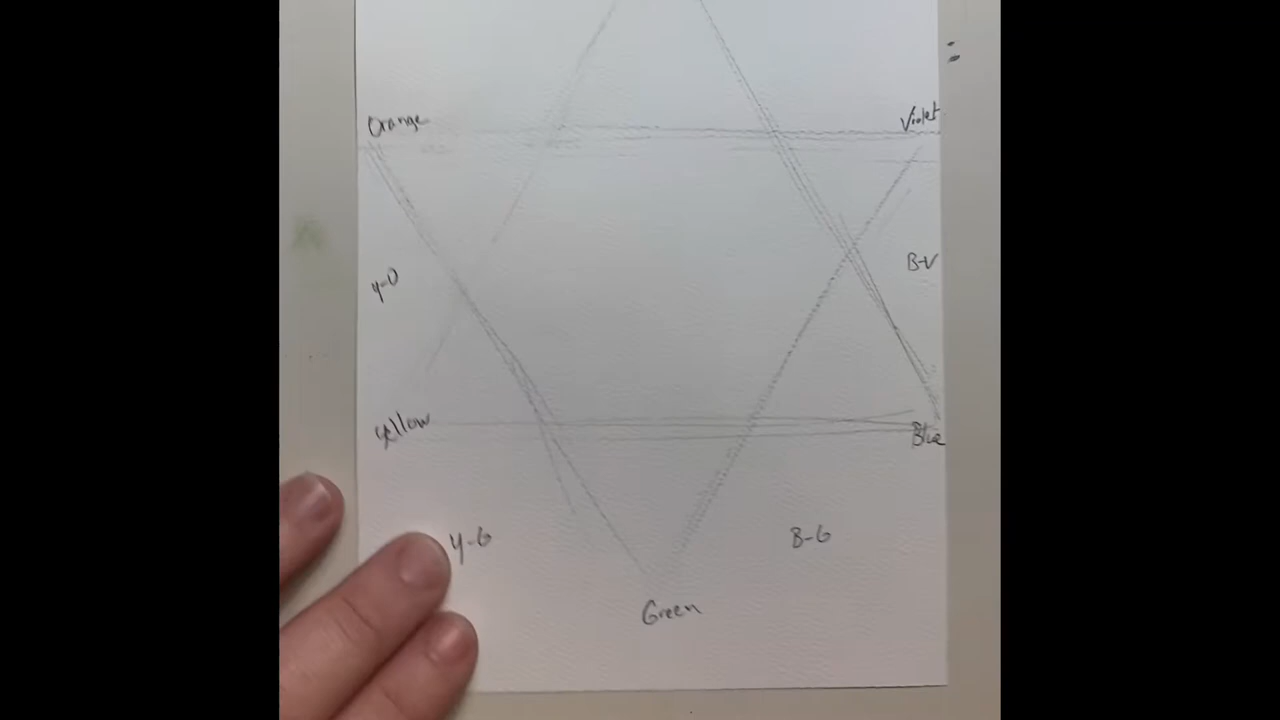 Orange
Violet
Y-O
B-V
yellow
Blue
Y-G
B-G
Green